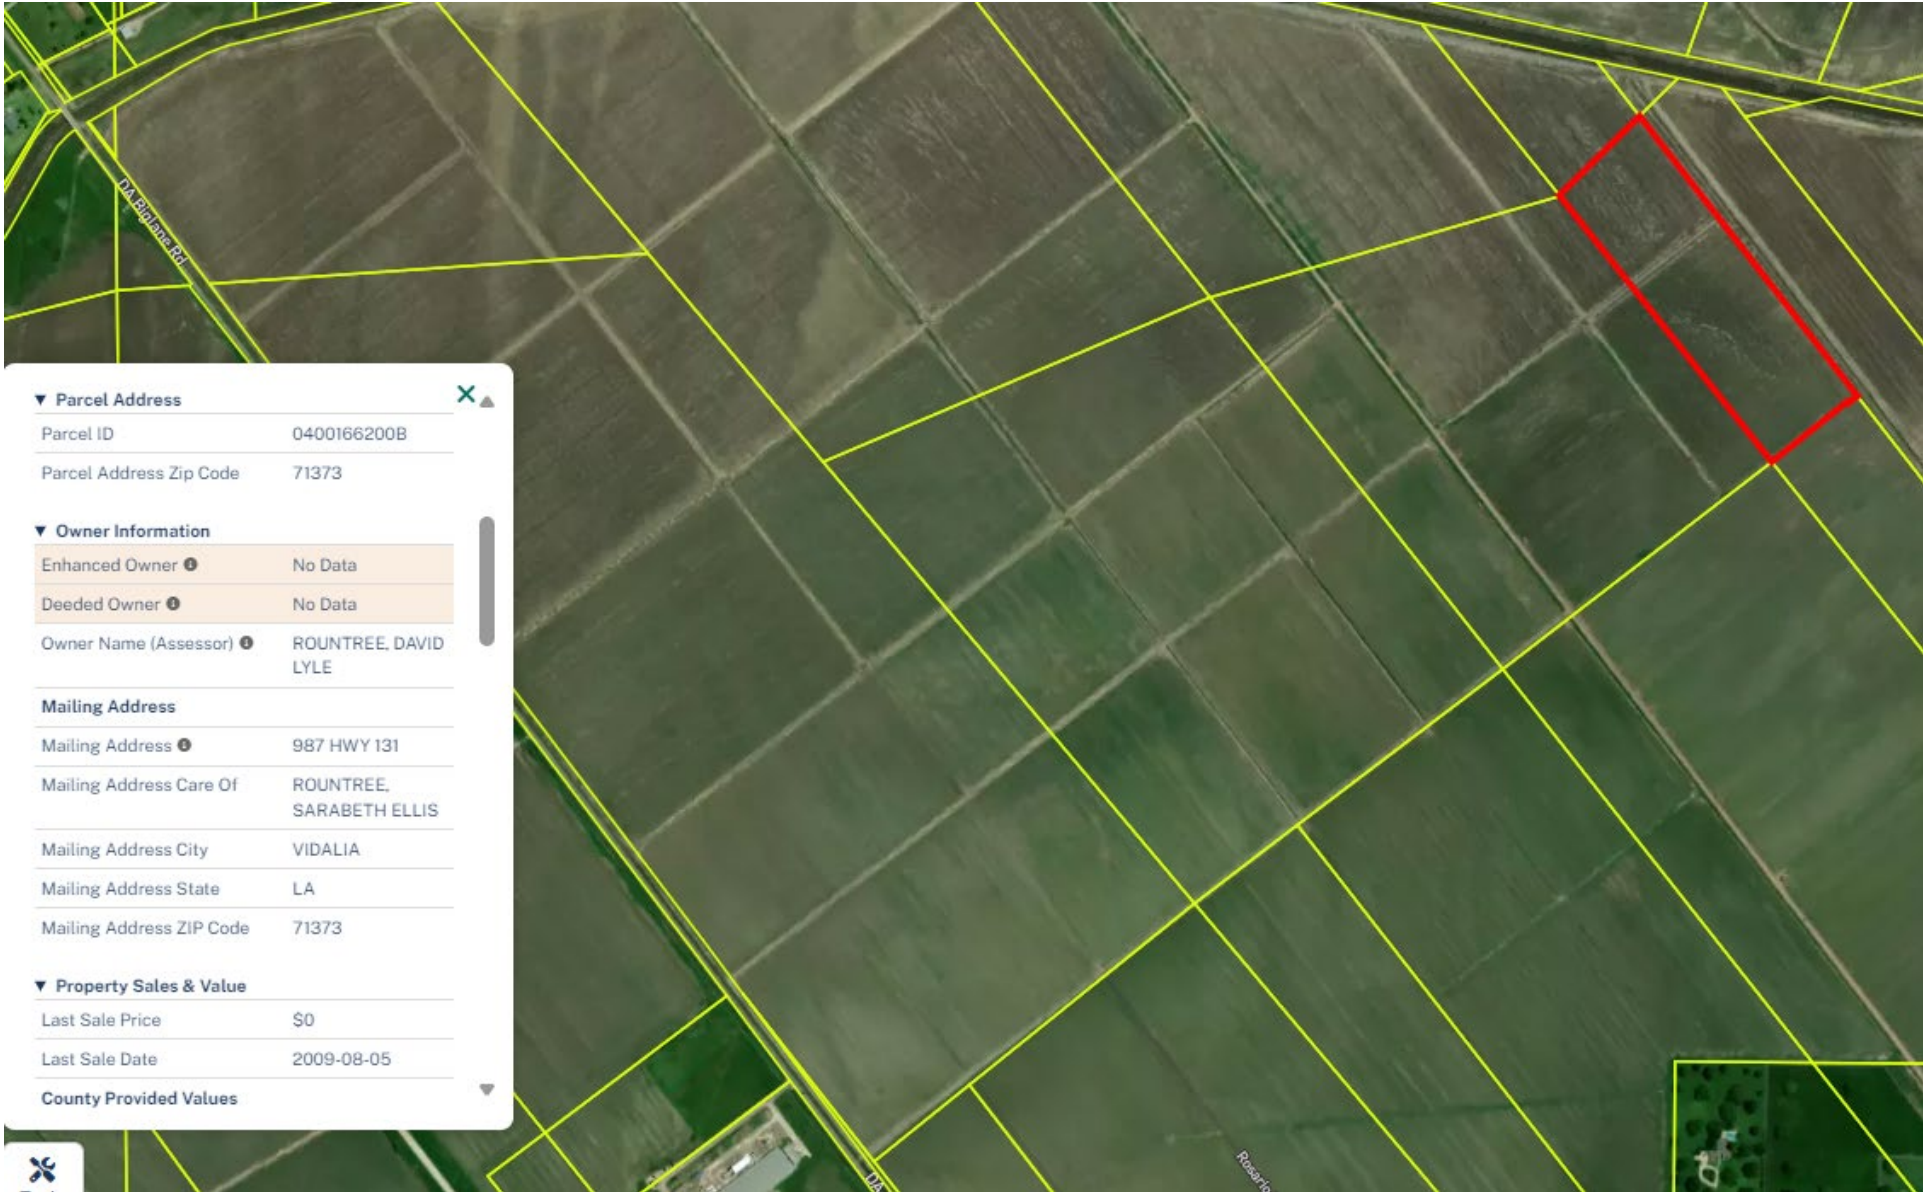 DA Biglane Rd
▼ Parcel Address
Parcel ID 0400166200B
Parcel Address Zip Code 71373
▼ Owner Information
Enhanced Owner No Data
Deeded Owner No Data
Owner Name (Assessor) ROUNTREE, DAVID
LYLE
Mailing Address
Mailing Address 987 HWY 131
Mailing Address Care Of ROUNTREE,
SARABETH ELLIS
Mailing Address City VIDALIA
Mailing Address State LA
Mailing Address ZIP Code 71373
▼ Property Sales & Value
Last Sale Price $0
Last Sale Date 2009-08-05
County Provided Values
DA
Rosario